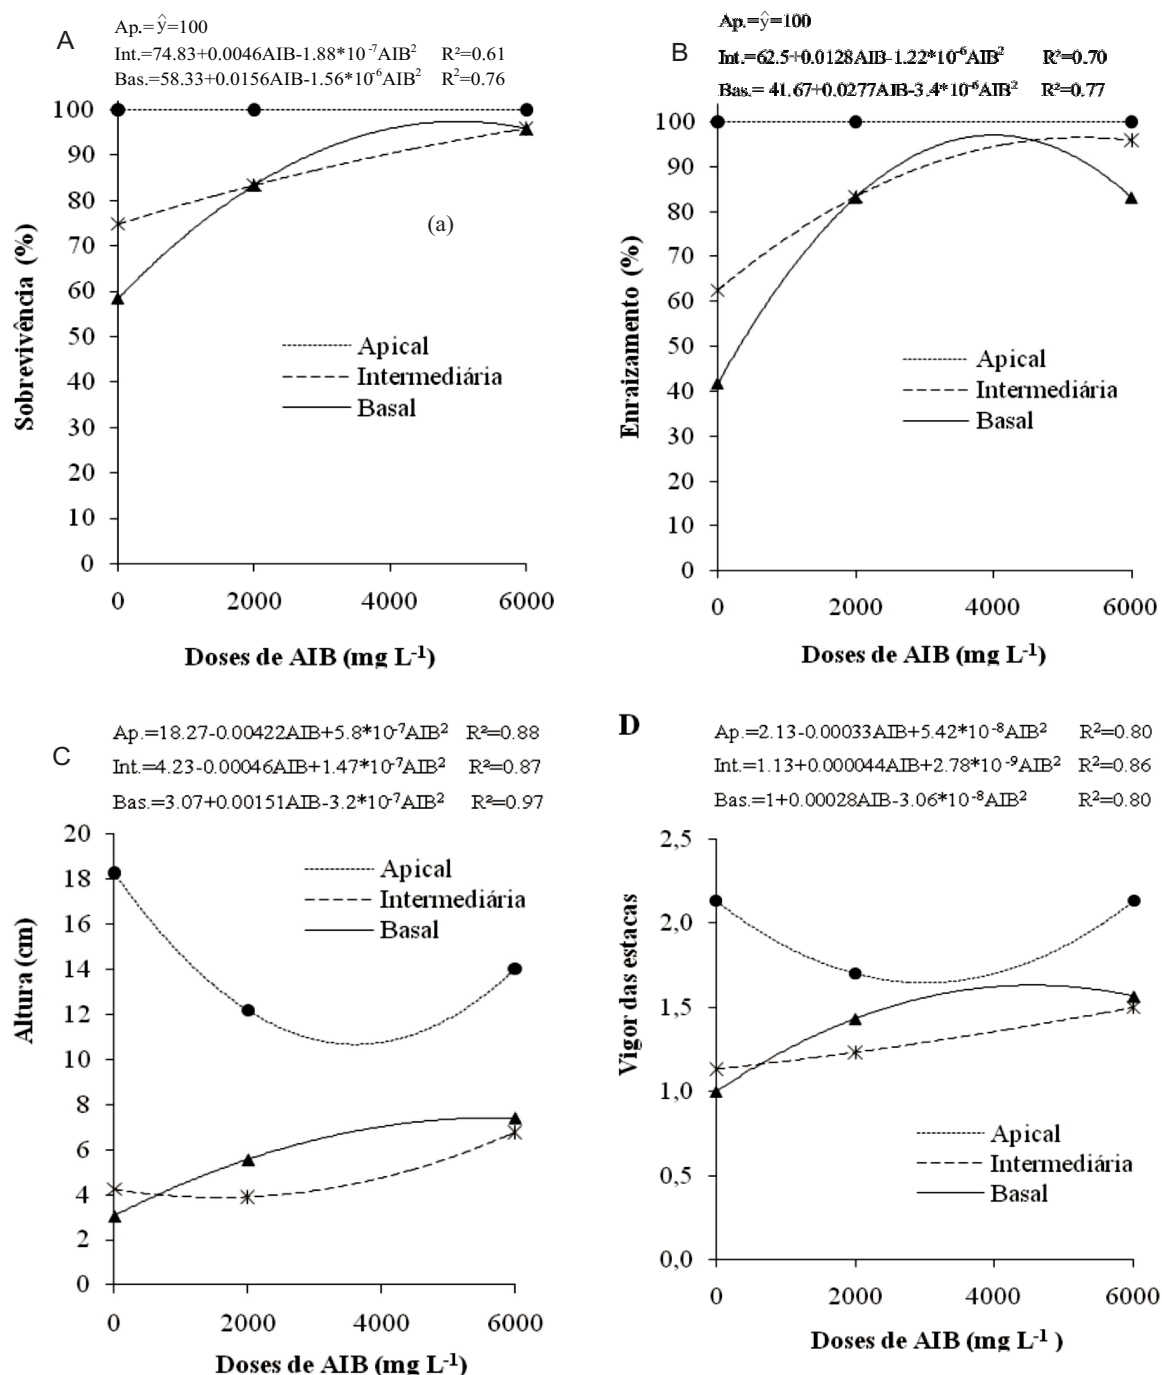 A
Ap.=ŷ=100
Int.=74.83+0.0046AIB-1.88*10⁻⁷AIB² R²=0.61
Bas.=58.33+0.0156AIB-1.56*10⁻⁶AIB² R²=0.76
100
90
80
70
60
50
40
30
20
10
0
Sobrevivência (%)
(a)
Apical
Intermediária
Basal
0 2000 4000 6000
Doses de AIB (mg L⁻¹)
B
Ap.=ŷ=100
Int.=62.5+0.0128AIB-1.22*10⁻⁶AIB² R²=0.70
Bas.= 41.67+0.0277AIB-3.4*10⁻⁶AIB² R²=0.77
100
90
80
70
60
50
40
30
20
10
0
Enraizamento (%)
Apical
Intermediária
Basal
0 2000 4000 6000
Doses de AIB (mg L⁻¹)
C
Ap.=18.27-0.00422AIB+5.8*10⁻⁷AIB² R²=0.88
Int.=4.23-0.00046AIB+1.47*10⁻⁷AIB² R²=0.87
Bas.=3.07+0.00151AIB-3.2*10⁻⁷AIB² R²=0.97
20
18
16
14
12
10
8
6
4
2
0
Altura (cm)
Apical
Intermediária
Basal
0 2000 4000 6000
Doses de AIB (mg L⁻¹)
D
Ap.=2.13-0.00033AIB+5.42*10⁻⁸AIB² R²=0.80
Int.=1.13+0.000044AIB+2.78*10⁻⁹AIB² R²=0.86
Bas.=1+0.00028AIB-3.06*10⁻⁸AIB² R²=0.80
2,5
2,0
1,5
1,0
0,5
0,0
Vigor das estacas
Apical
Intermediária
Basal
0 2000 4000 6000
Doses de AIB (mg L⁻¹ )